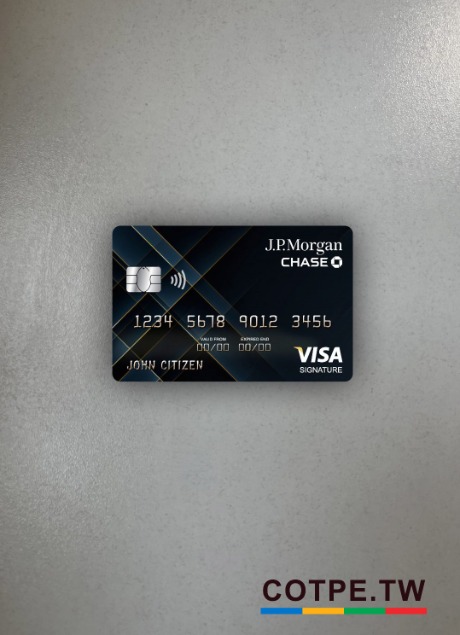 J.P.Morgan
CHASE
1234 5678 9012 3456
VALID FROM EXPIRED END
00/00 00/00
JOHN CITIZEN
VISA
SIGNATURE
COTPE.TW